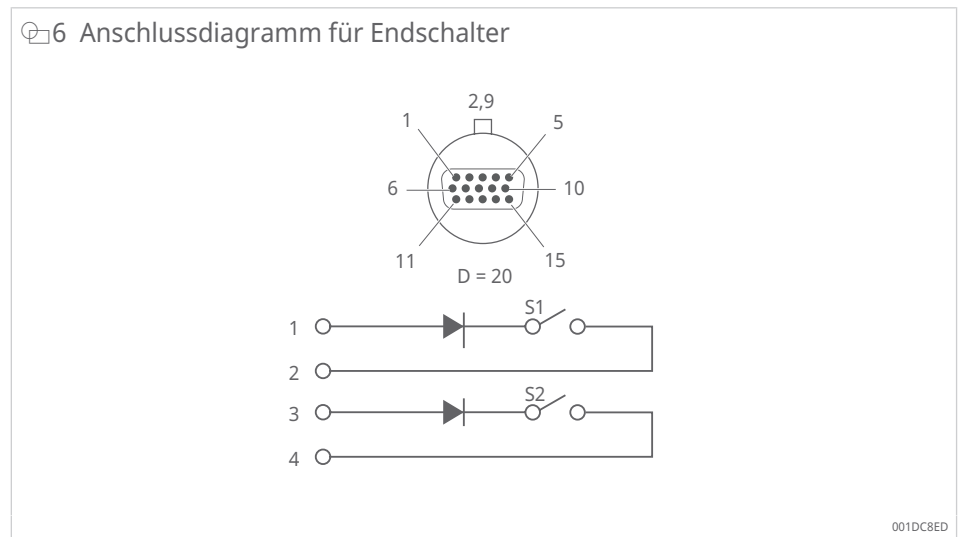 6 Anschlussdiagramm für Endschalter
2,9
1
5
6
10
11
15
D = 20
S1
1
2
S2
3
4
001DC8ED